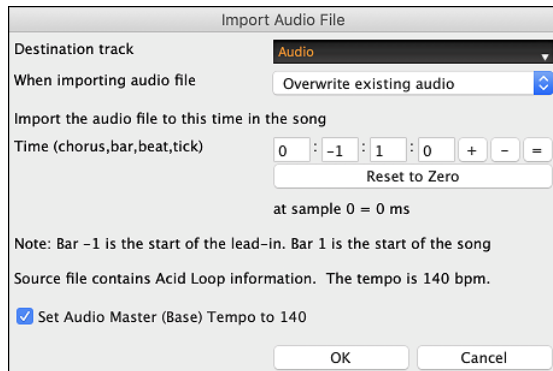 Import Audio File
Destination track Audio
When importing audio file Overwrite existing audio
Import the audio file to this time in the song
Time (chorus,bar,beat,tick) 0 : -1 : 1 : 0 + - =
Reset to Zero
at sample 0 = 0 ms
Note: Bar -1 is the start of the lead-in. Bar 1 is the start of the song
Source file contains Acid Loop information. The tempo is 140 bpm.
Set Audio Master (Base) Tempo to 140
OK Cancel